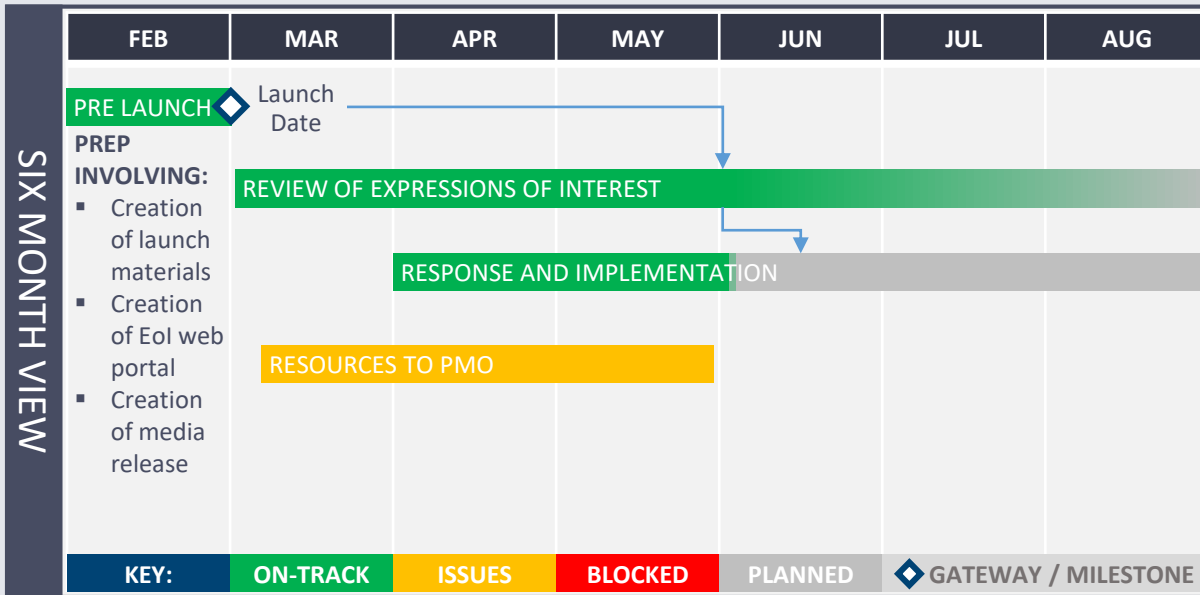 SIX MONTH VIEW
FEB MAR APR MAY JUN JUL AUG
PRE LAUNCH
Launch
Date
PREP
INVOLVING:
▪ Creation
of launch
materials
▪ Creation
of EoI web
portal
▪ Creation
of media
release
REVIEW OF EXPRESSIONS OF INTEREST
RESPONSE AND IMPLEMENTATION
RESOURCES TO PMO
KEY: ON-TRACK ISSUES BLOCKED PLANNED GATEWAY / MILESTONE